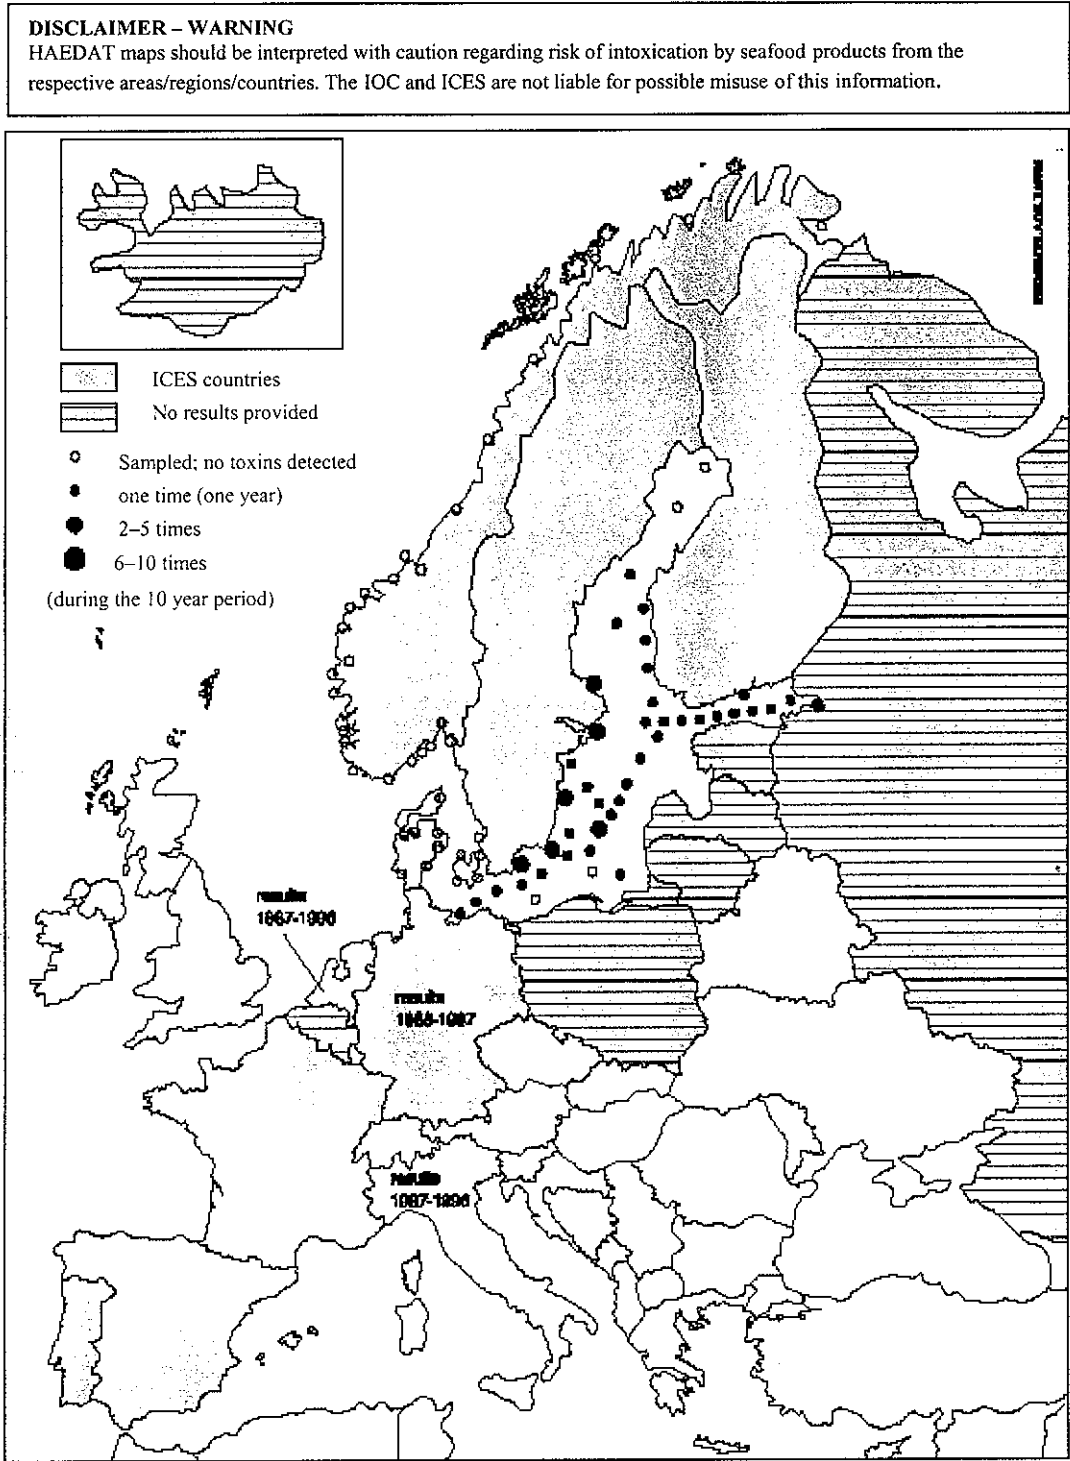 DISCLAIMER – WARNING
HAEDAT maps should be interpreted with caution regarding risk of intoxication by seafood products from the
respective areas/regions/countries. The IOC and ICES are not liable for possible misuse of this information.
ICES countries
No results provided
Sampled; no toxins detected
one time (one year)
2–5 times
6–10 times
(during the 10 year period)
results
results
results